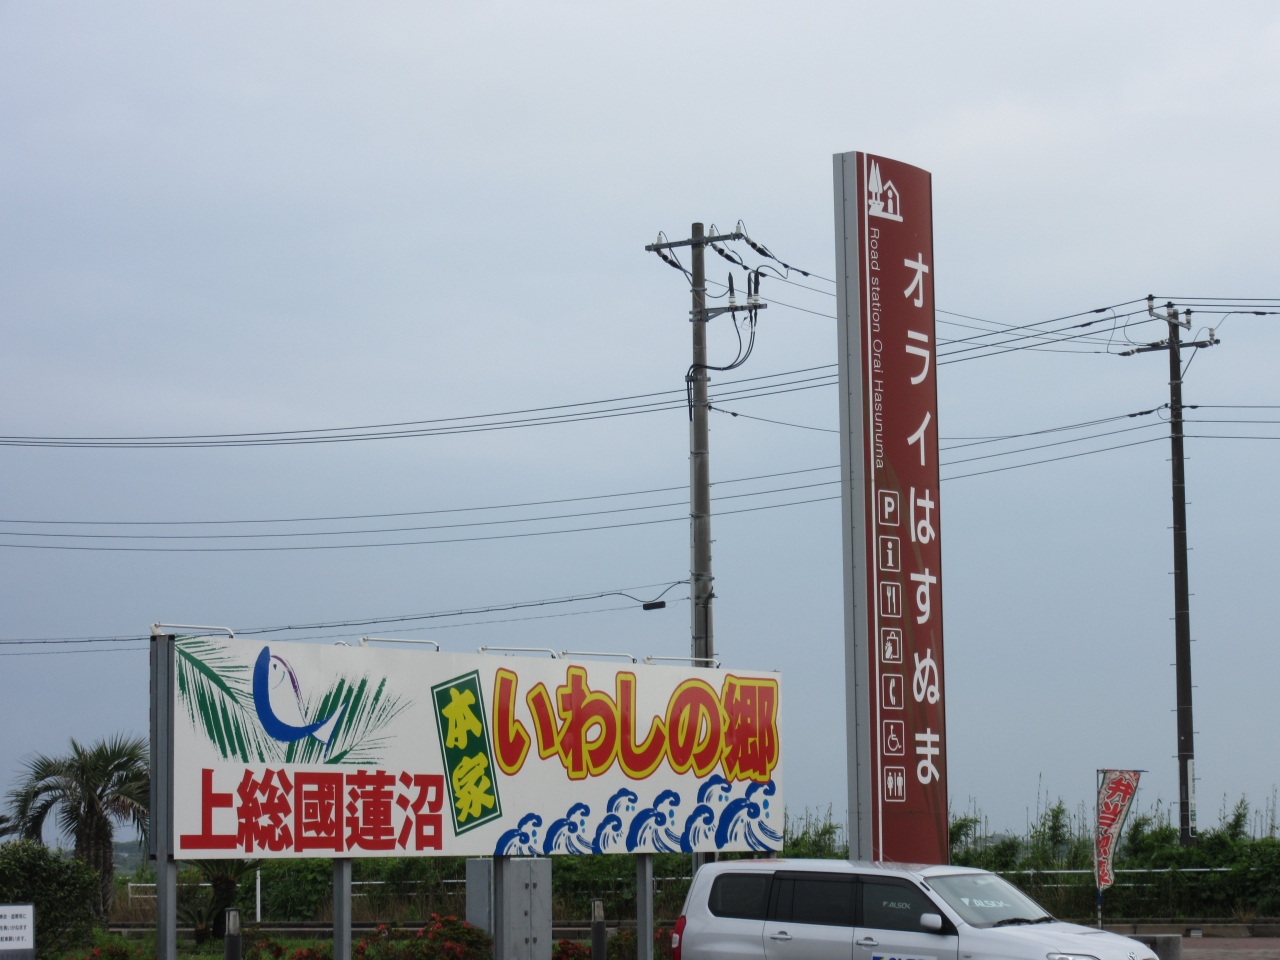 オライはすぬま
Road station Orai Hasunuma
P
i
本家
いわしの郷
上総國蓮沼
ALSOK